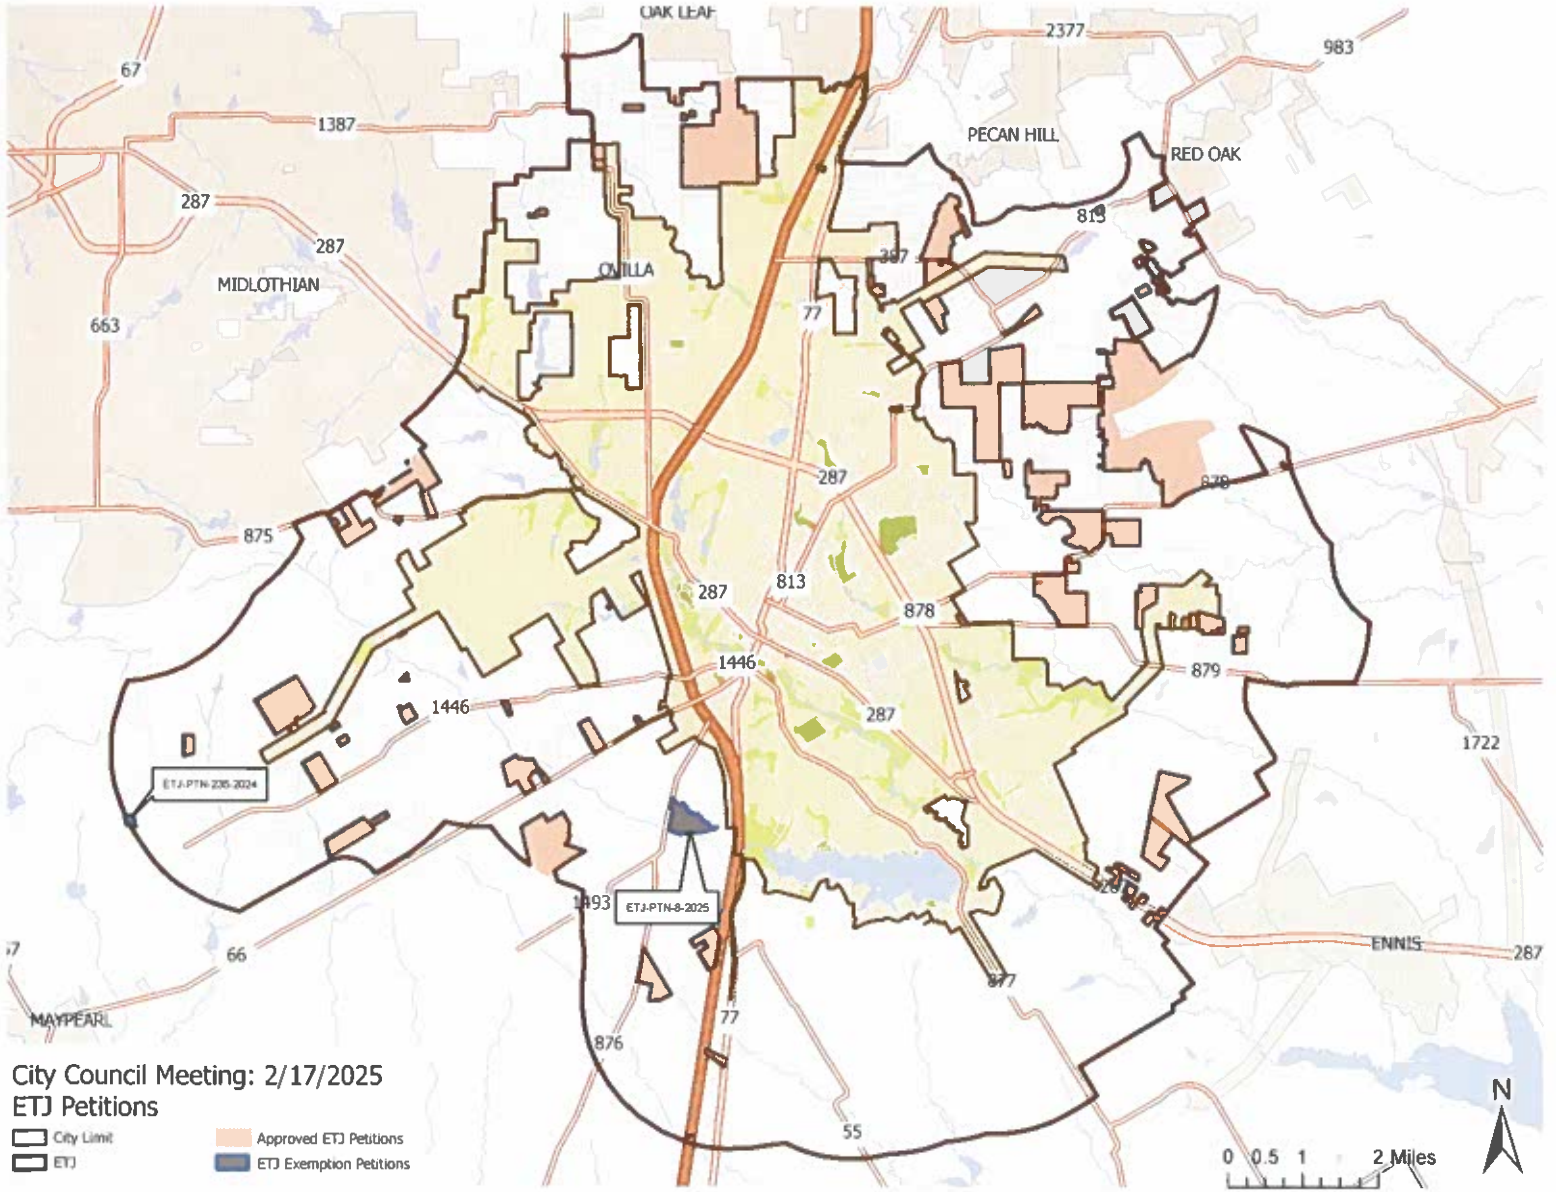 OAK LEAF
2377
983
67
1387
PECAN HILL
RED OAK
287
813
287
387
OVILLA
MIDLOTHIAN
77
663
287
878
875
813
287
878
1446
879
1446
287
1722
ETJ-PTN-235-2024
1493
ETJ-PTN-8-2025
ENNIS
287
66
877
MAYPEARL
77
876
55
City Council Meeting: 2/17/2025
ETJ Petitions
City Limit
Approved ETJ Petitions
ETJ
ETJ Exemption Petitions
N
0 0.5 1 2 Miles